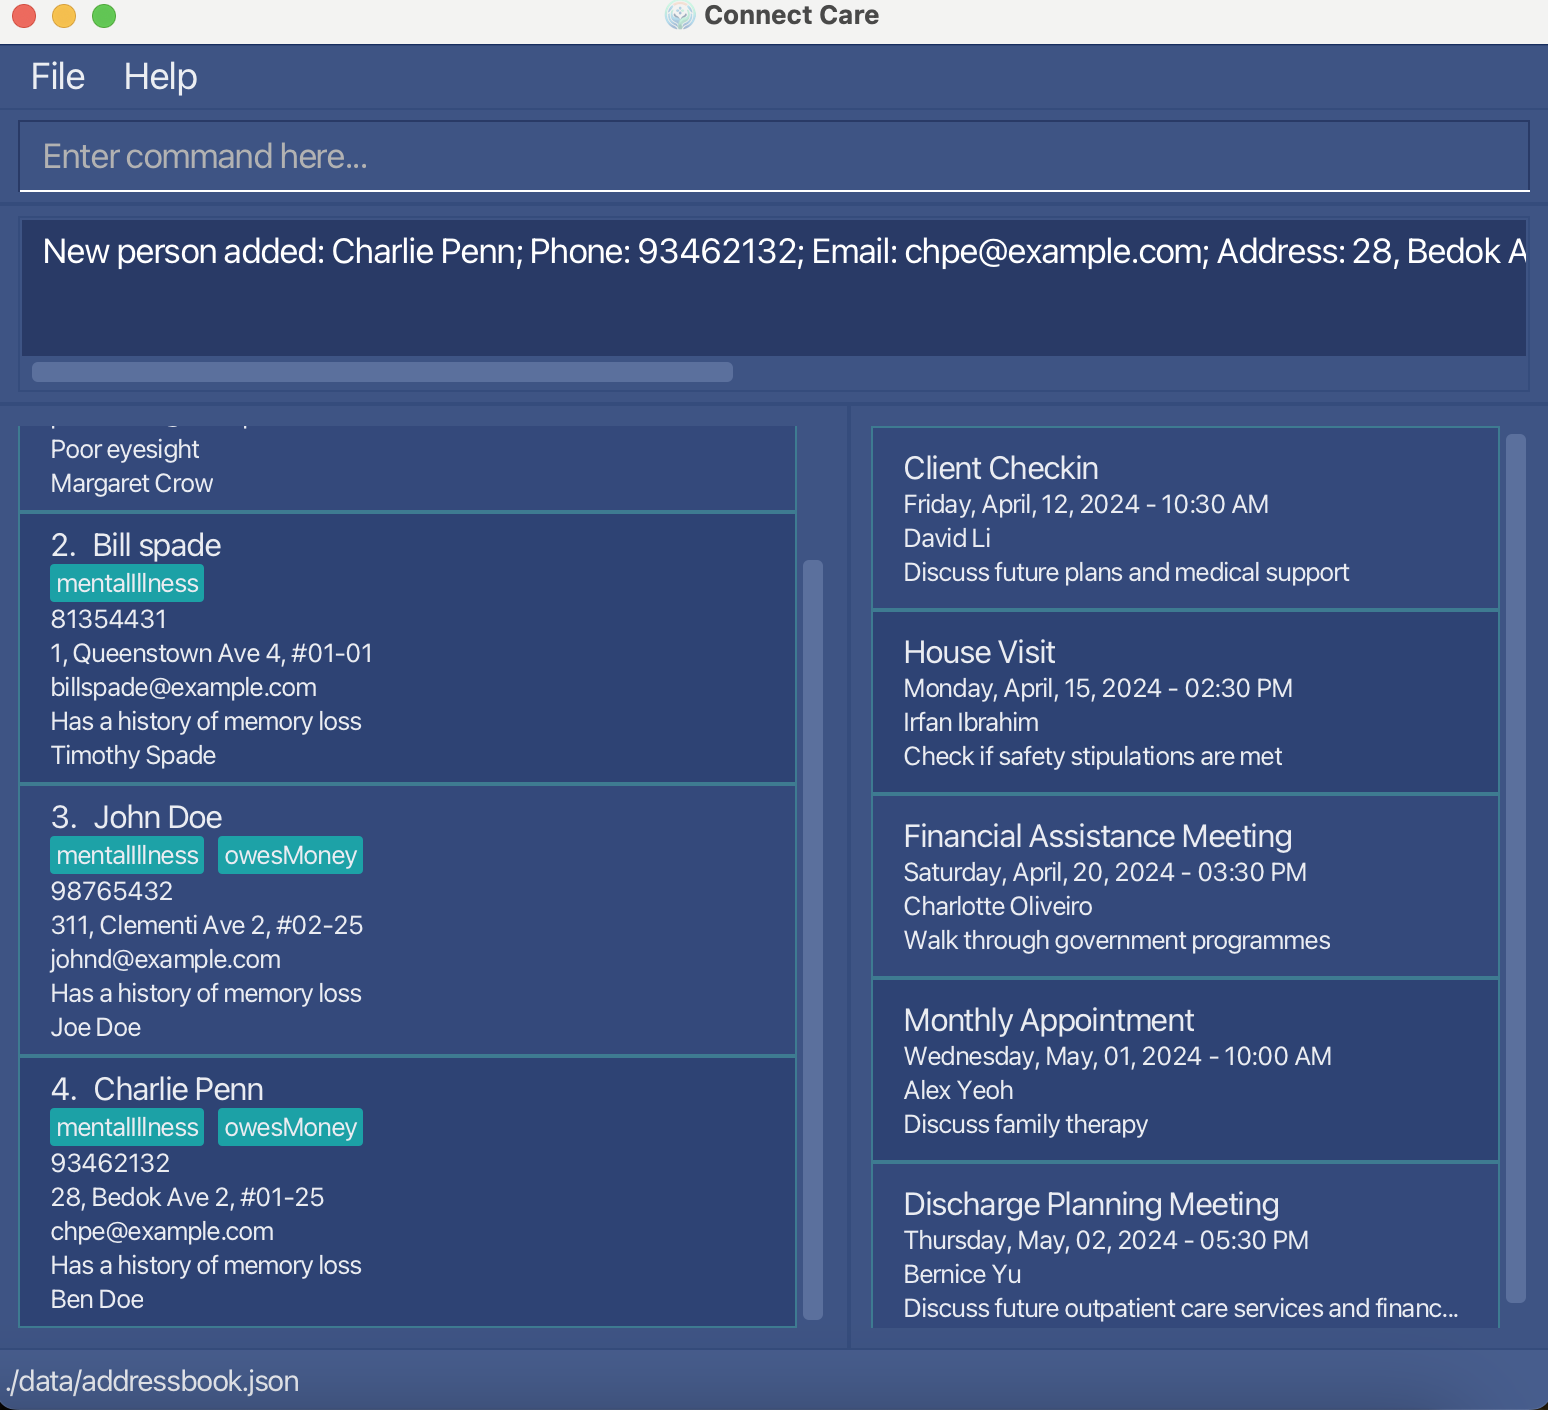 Connect Care
File Help
Enter command here...
New person added: Charlie Penn; Phone: 93462132; Email: chpe@example.com; Address: 28, Bedok A
Poor eyesight
Margaret Crow
2. Bill spade
mentalIllness
81354431
1, Queenstown Ave 4, #01-01
billspade@example.com
Has a history of memory loss
Timothy Spade
3. John Doe
mentalIllness owesMoney
98765432
311, Clementi Ave 2, #02-25
johnd@example.com
Has a history of memory loss
Joe Doe
4. Charlie Penn
mentalIllness owesMoney
93462132
28, Bedok Ave 2, #01-25
chpe@example.com
Has a history of memory loss
Ben Doe
Client Checkin
Friday, April, 12, 2024 - 10:30 AM
David Li
Discuss future plans and medical support
House Visit
Monday, April, 15, 2024 - 02:30 PM
Irfan Ibrahim
Check if safety stipulations are met
Financial Assistance Meeting
Saturday, April, 20, 2024 - 03:30 PM
Charlotte Oliveiro
Walk through government programmes
Monthly Appointment
Wednesday, May, 01, 2024 - 10:00 AM
Alex Yeoh
Discuss family therapy
Discharge Planning Meeting
Thursday, May, 02, 2024 - 05:30 PM
Bernice Yu
Discuss future outpatient care services and financ...
./data/addressbook.json